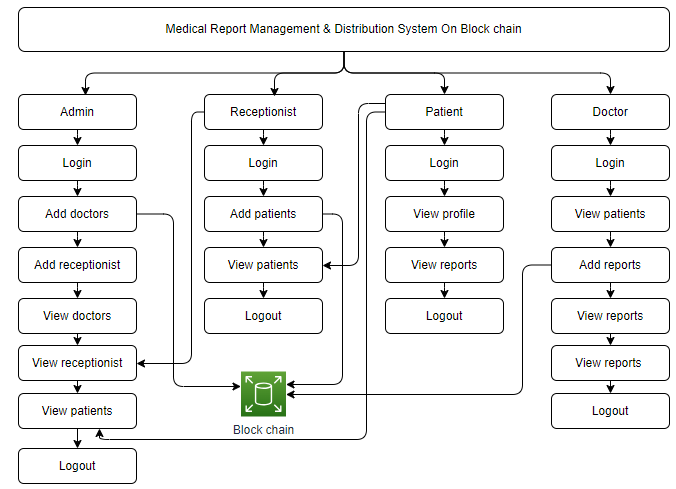 Medical Report Management & Distribution System On Block chain
Admin
Login
Add doctors
Add receptionist
View doctors
View receptionist
View patients
Logout
Receptionist
Login
Add patients
View patients
Logout
Block chain
Patient
Login
View profile
View reports
Logout
Doctor
Login
View patients
Add reports
View reports
View reports
Logout